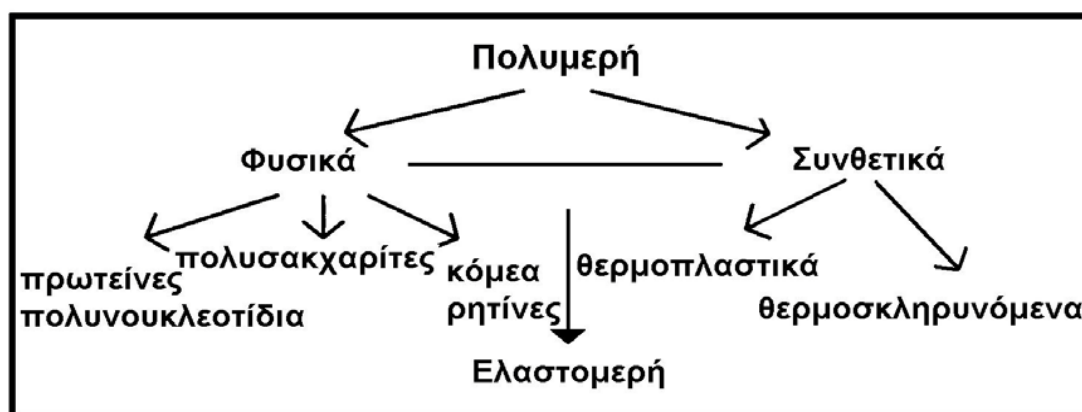 Πολυμερή
Φυσικά
Συνθετικά
πρωτείνες
πολυνουκλεοτίδια
πολυσακχαρίτες
κόμεα
ρητίνες
θερμοπλαστικά
θερμοσκληρυνόμενα
Ελαστομερή